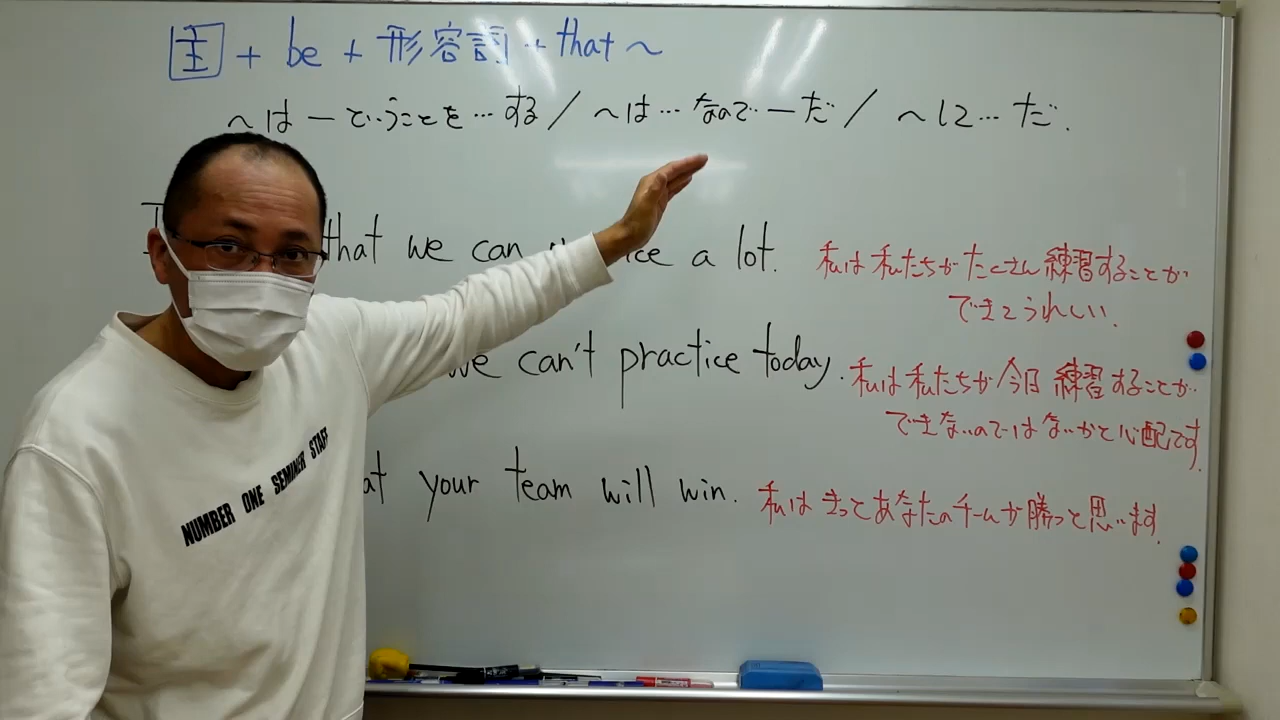 主 + be + 形容詞 + that ～
～は ― ということを … する / ～は … なので ― だ / ～して … だ.
that we can a lot.
私は 私たちが たくさん 練習することが
できてうれしい.
we can't practice today.
私は 私たちが 今日 練習することが
できないのではないかと心配です.
your team will win.
私は きっとあなたのチームが勝つと思います.
NUMBER ONE SEMINER STAFF